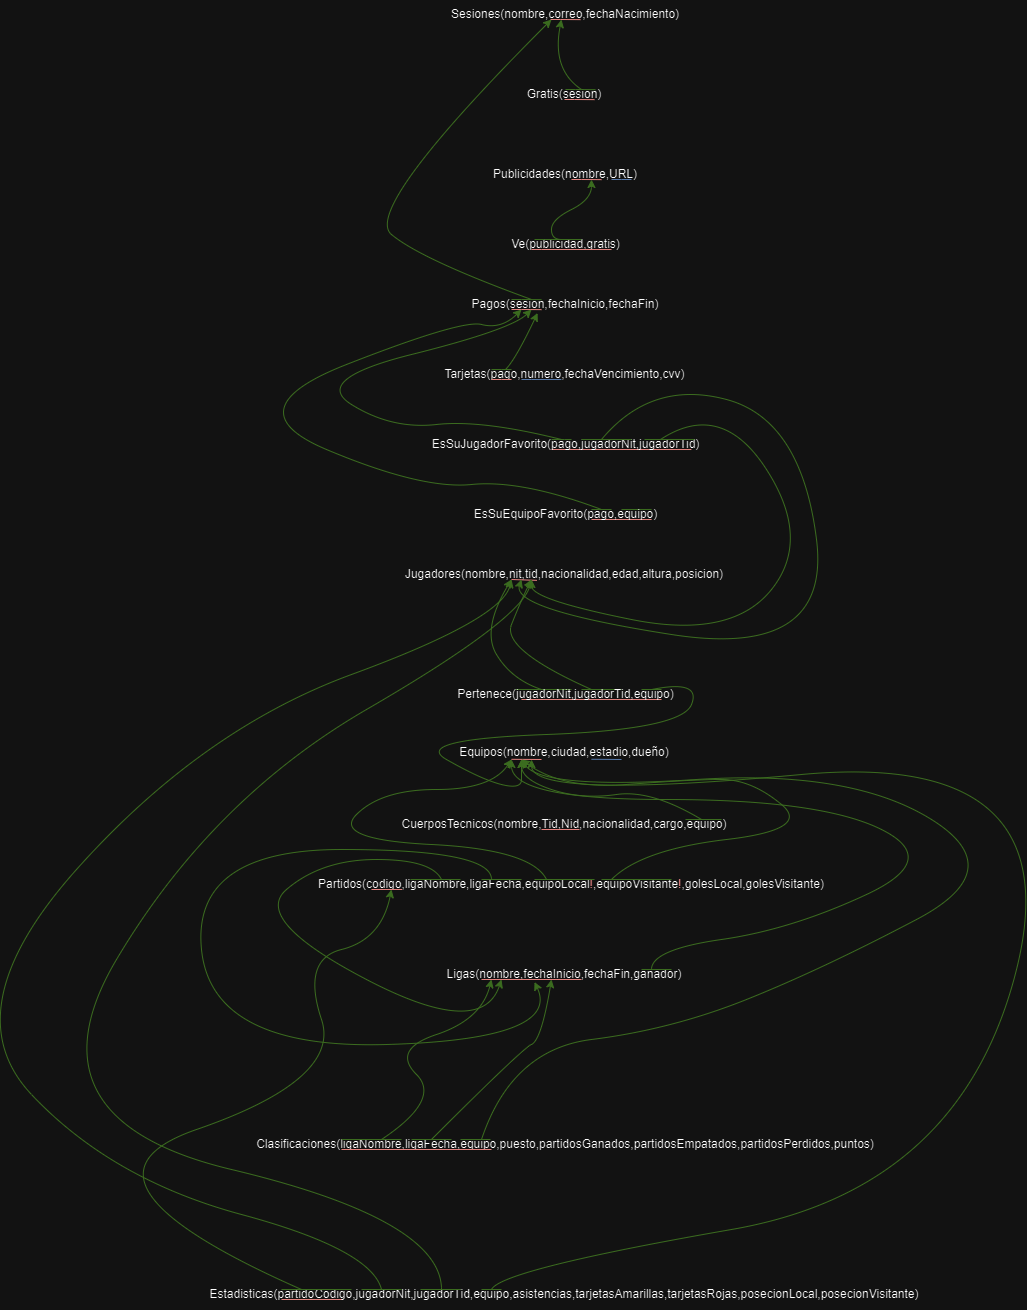 Sesiones(nombre,correo,fechaNacimiento)
Gratis(sesion)
Publicidades(nombre,URL)
Ve(publicidad,gratis)
Pagos(sesion,fechaInicio,fechaFin)
Tarjetas(pago,numero,fechaVencimiento,cvv)
EsSuJugadorFavorito(pago,jugadorNit,jugadorTid)
EsSuEquipoFavorito(pago,equipo)
Jugadores(nombre,nit,tid,nacionalidad,edad,altura,posicion)
Pertenece(jugadorNit,jugadorTid,equipo)
Equipos(nombre,ciudad,estadio,dueño)
CuerposTecnicos(nombre,Tid,Nid,nacionalidad,cargo,equipo)
Partidos(codigo,ligaNombre,ligaFecha,equipoLocal!,equipoVisitante!,golesLocal,golesVisitante)
Ligas(nombre,fechaInicio,fechaFin,ganador)
Clasificaciones(ligaNombre,ligaFecha,equipo,puesto,partidosGanados,partidosEmpatados,partidosPerdidos,puntos)
Estadisticas(partidoCodigo,jugadorNit,jugadorTid,equipo,asistencias,tarjetasAmarillas,tarjetasRojas,posecionLocal,posecionVisitante)